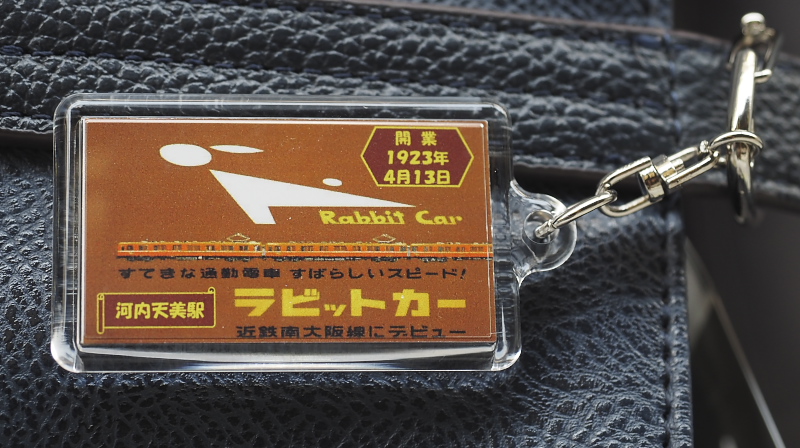 開業
1923年
4月13日
Rabbit Car
すてきな通勤電車 すばらしいスピード!
河内天美駅
ラビットカー
近鉄南大阪線にデビュー